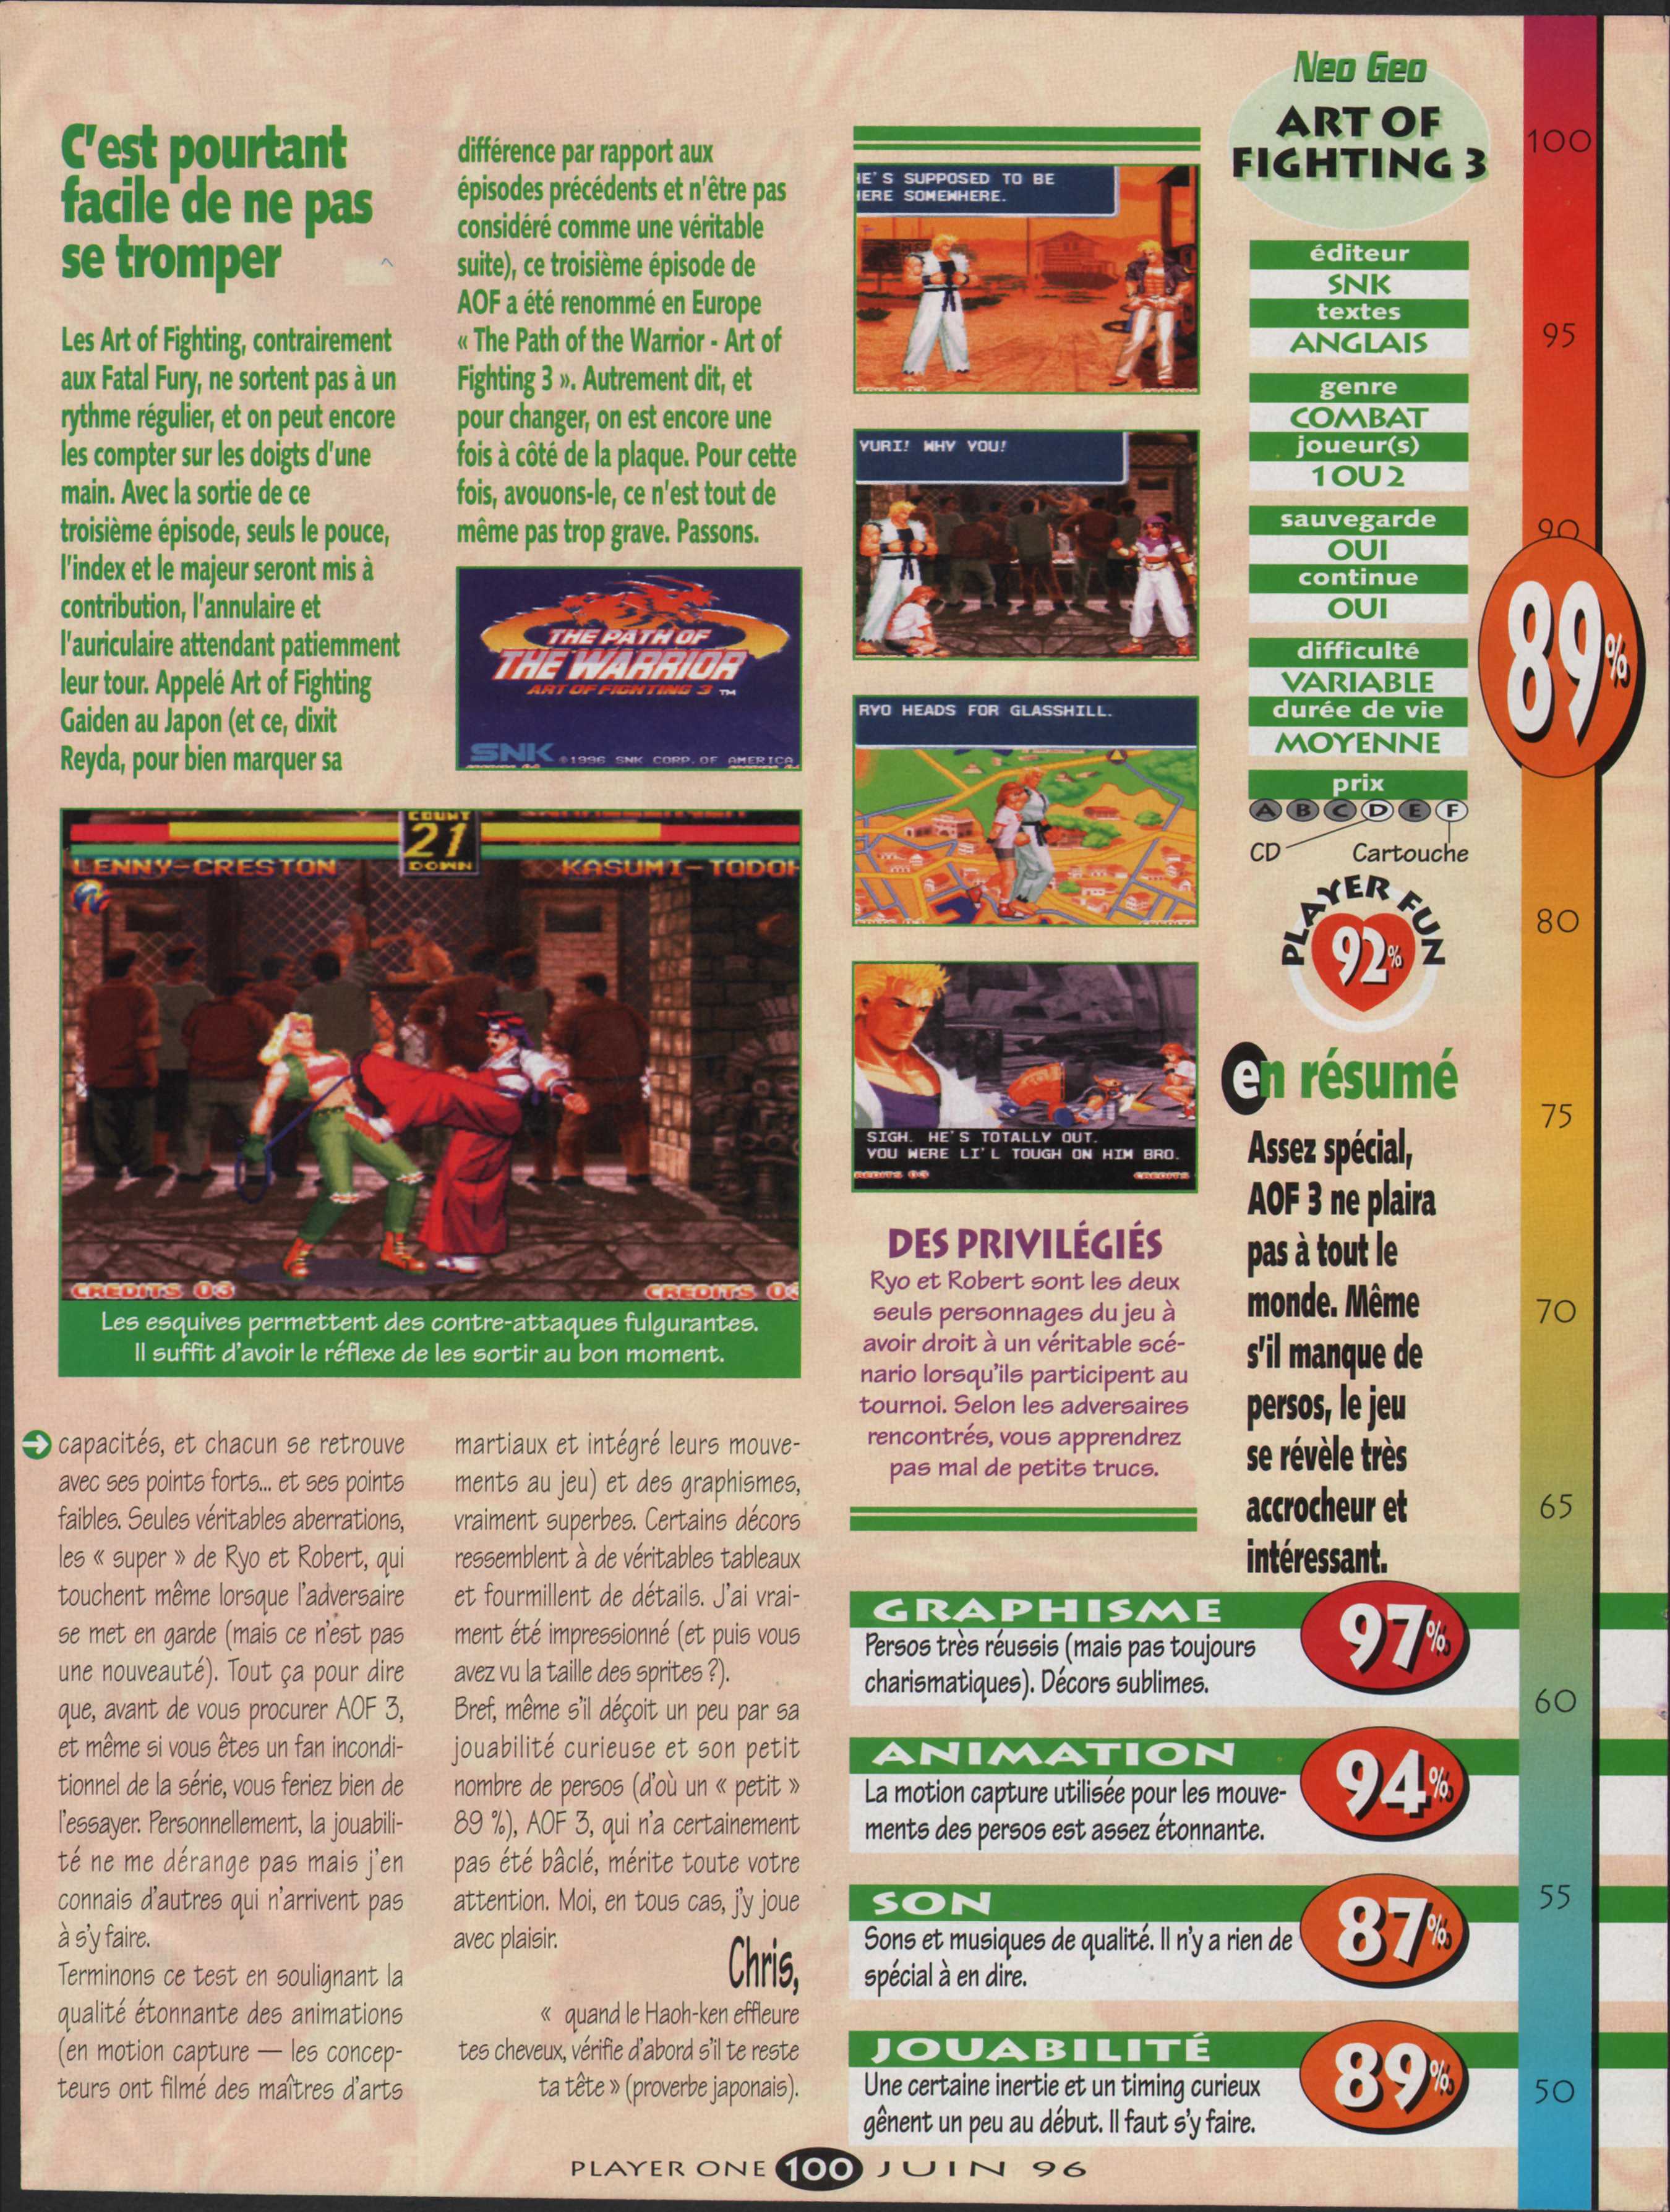 C'est pourtant
facile de ne pas
se tromper
Les Art of Fighting, contrairement
aux Fatal Fury, ne sortent pas à un
rythme régulier, et on peut encore
les compter sur les doigts d'une
main. Avec la sortie de ce
troisième épisode, seuls le pouce,
l'index et le majeur seront mis à
contribution, l'annulaire et
l'auriculaire attendant patiemment
leur tour. Appelé Art of Fighting
Gaiden au Japon (et ce, dixit
Reyda, pour bien marquer sa
différence par rapport aux
épisodes précédents et n'être pas
considéré comme une véritable
suite), ce troisième épisode de
AOF a été renommé en Europe
« The Path of the Warrior - Art of
Fighting 3 ». Autrement dit, et
pour changer, on est encore une
fois à côté de la plaque. Pour cette
fois, avouons-le, ce n'est tout de
même pas trop grave. Passons.
THE PATH OF
THE WARRIOR
ART OF FIGHTING 3 ™
SNK ©1996 SNK CORP. OF AMERICA
COUNT
21
DOWN
LENNY-CRESTON
KASUMI-TODOH
CREDITS 03
CREDITS 0
Les esquives permettent des contre-attaques fulgurantes.
Il suffit d'avoir le réflexe de les sortir au bon moment.
capacités, et chacun se retrouve
avec ses points forts... et ses points
faibles. Seules véritables aberrations,
les « super » de Ryo et Robert, qui
touchent même lorsque l'adversaire
se met en garde (mais ce n'est pas
une nouveauté). Tout ça pour dire
que, avant de vous procurer AOF 3,
et même si vous êtes un fan incondi-
tionnel de la série, vous feriez bien de
l'essayer. Personnellement, la jouabili-
té ne me dérange pas mais j'en
connais d'autres qui n'arrivent pas
à s'y faire.
Terminons ce test en soulignant la
qualité étonnante des animations
(en motion capture — les concep-
teurs ont filmé des maîtres d'arts
martiaux et intégré leurs mouve-
ments au jeu) et des graphismes,
vraiment superbes. Certains décors
ressemblent à de véritables tableaux
et fourmillent de détails. J'ai vrai-
ment été impressionné (et puis vous
avez vu la taille des sprites ?).
Bref, même s'il déçoit un peu par sa
jouabilité curieuse et son petit
nombre de persos (d'où un « petit »
89 %), AOF 3, qui n'a certainement
pas été bâclé, mérite toute votre
attention. Moi, en tous cas, j'y joue
avec plaisir.
Chris,
« quand le Haoh-ken effleure
tes cheveux, vérifie d'abord s'il te reste
ta tête » (proverbe japonais).
HE'S SUPPOSED TO BE
HERE SOMEWHERE.
YURI! WHY YOU!
RYO HEADS FOR GLASSHILL.
SIGH. HE'S TOTALLY OUT.
YOU WERE LI'L TOUGH ON HIM BRO.
REDITS 03
CREDITS
DES PRIVILÉGIÉS
Ryo et Robert sont les deux
seuls personnages du jeu à
avoir droit à un véritable scé-
nario lorsqu'ils participent au
tournoi. Selon les adversaires
rencontrés, vous apprendrez
pas mal de petits trucs.
Neo Geo
ART OF
FIGHTING 3
éditeur
SNK
textes
ANGLAIS
genre
COMBAT
joueur(s)
1 OU 2
sauvegarde
OUI
continue
OUI
difficulté
VARIABLE
durée de vie
MOYENNE
prix
A B C D E F
CD Cartouche
PLAYER FUN
92%
en résumé
Assez spécial,
AOF 3 ne plaira
pas à tout le
monde. Même
s'il manque de
persos, le jeu
se révèle très
accrocheur et
intéressant.
GRAPHISME
97%
Persos très réussis (mais pas toujours
charismatiques). Décors sublimes.
ANIMATION
94%
La motion capture utilisée pour les mouve-
ments des persos est assez étonnante.
SON
87%
Sons et musiques de qualité. Il n'y a rien de
spécial à en dire.
JOUABILITÉ
89%
Une certaine inertie et un timing curieux
gênent un peu au début. Il faut s'y faire.
100
95
90
89%
80
75
70
65
60
55
50
PLAYER ONE 100 JUIN 96